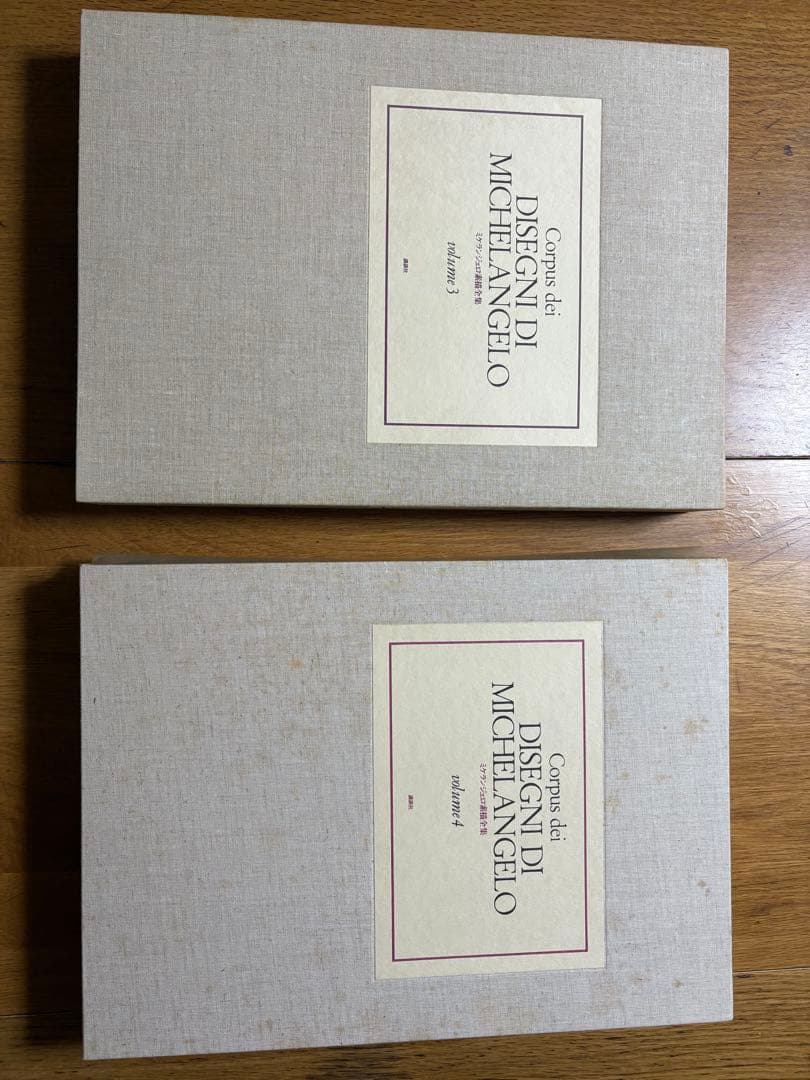 Corpus dei
DISEGNI DI
MICHELANGELO
ミケランジェロ素描全集
volume 3
講談社
Corpus dei
DISEGNI DI
MICHELANGELO
ミケランジェロ素描全集
volume 4
講談社